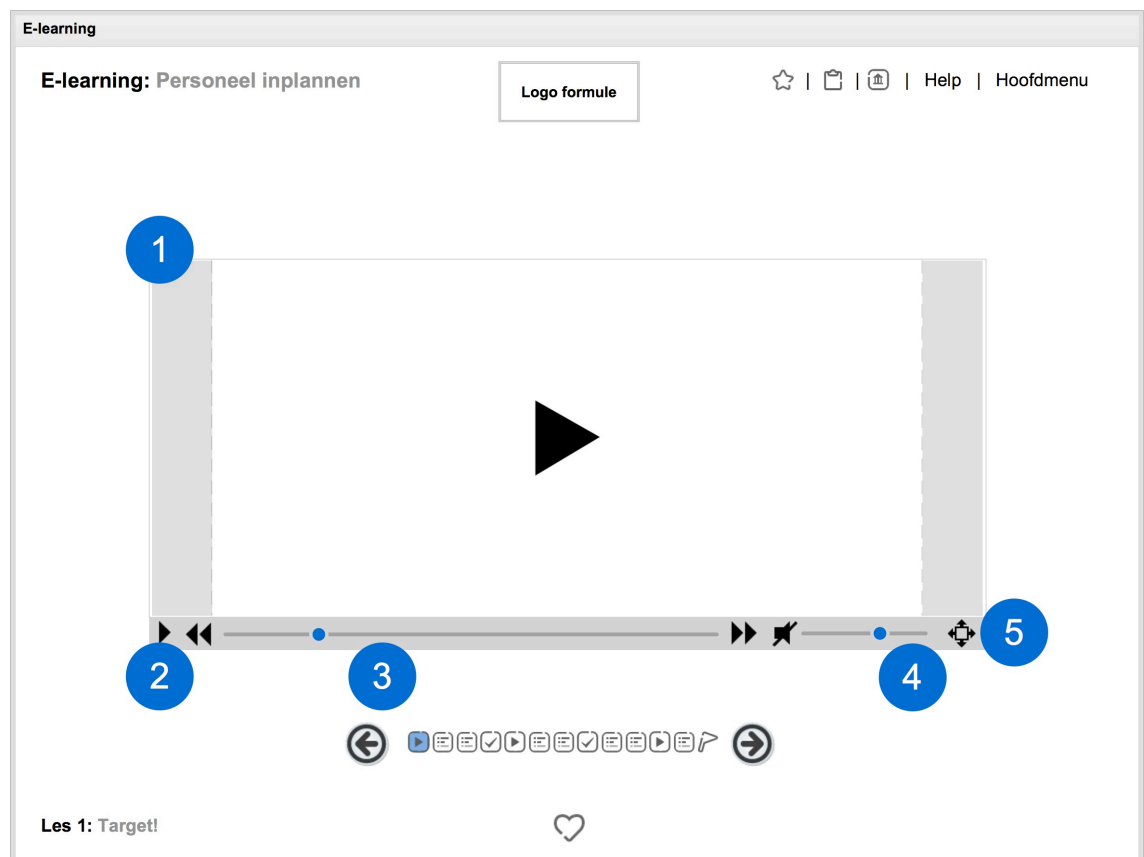 E-learning
E-learning: Personeel inplannen
Logo formule
| | | Help | Hoofdmenu
1
2
3
4
5
Les 1: Target!